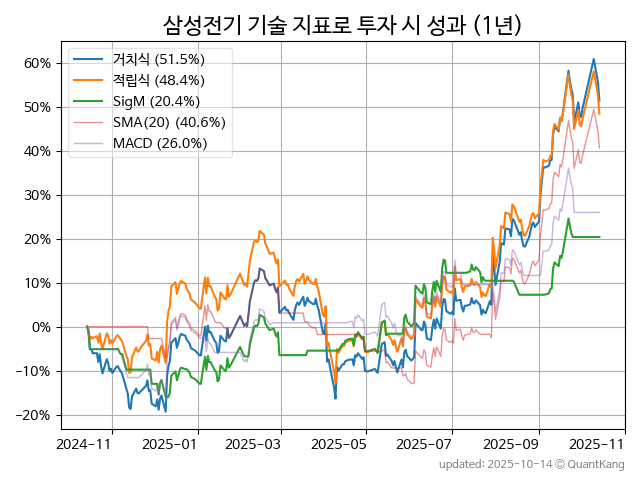 삼성전기 기술 지표로 투자 시 성과 (1년)
거치식 (51.5%)
적립식 (48.4%)
SigM (20.4%)
SMA(20) (40.6%)
MACD (26.0%)
60%
50%
40%
30%
20%
10%
0%
−10%
−20%
2024-11
2025-01
2025-03
2025-05
2025-07
2025-09
2025-11
updated: 2025-10-14 © QuantKang